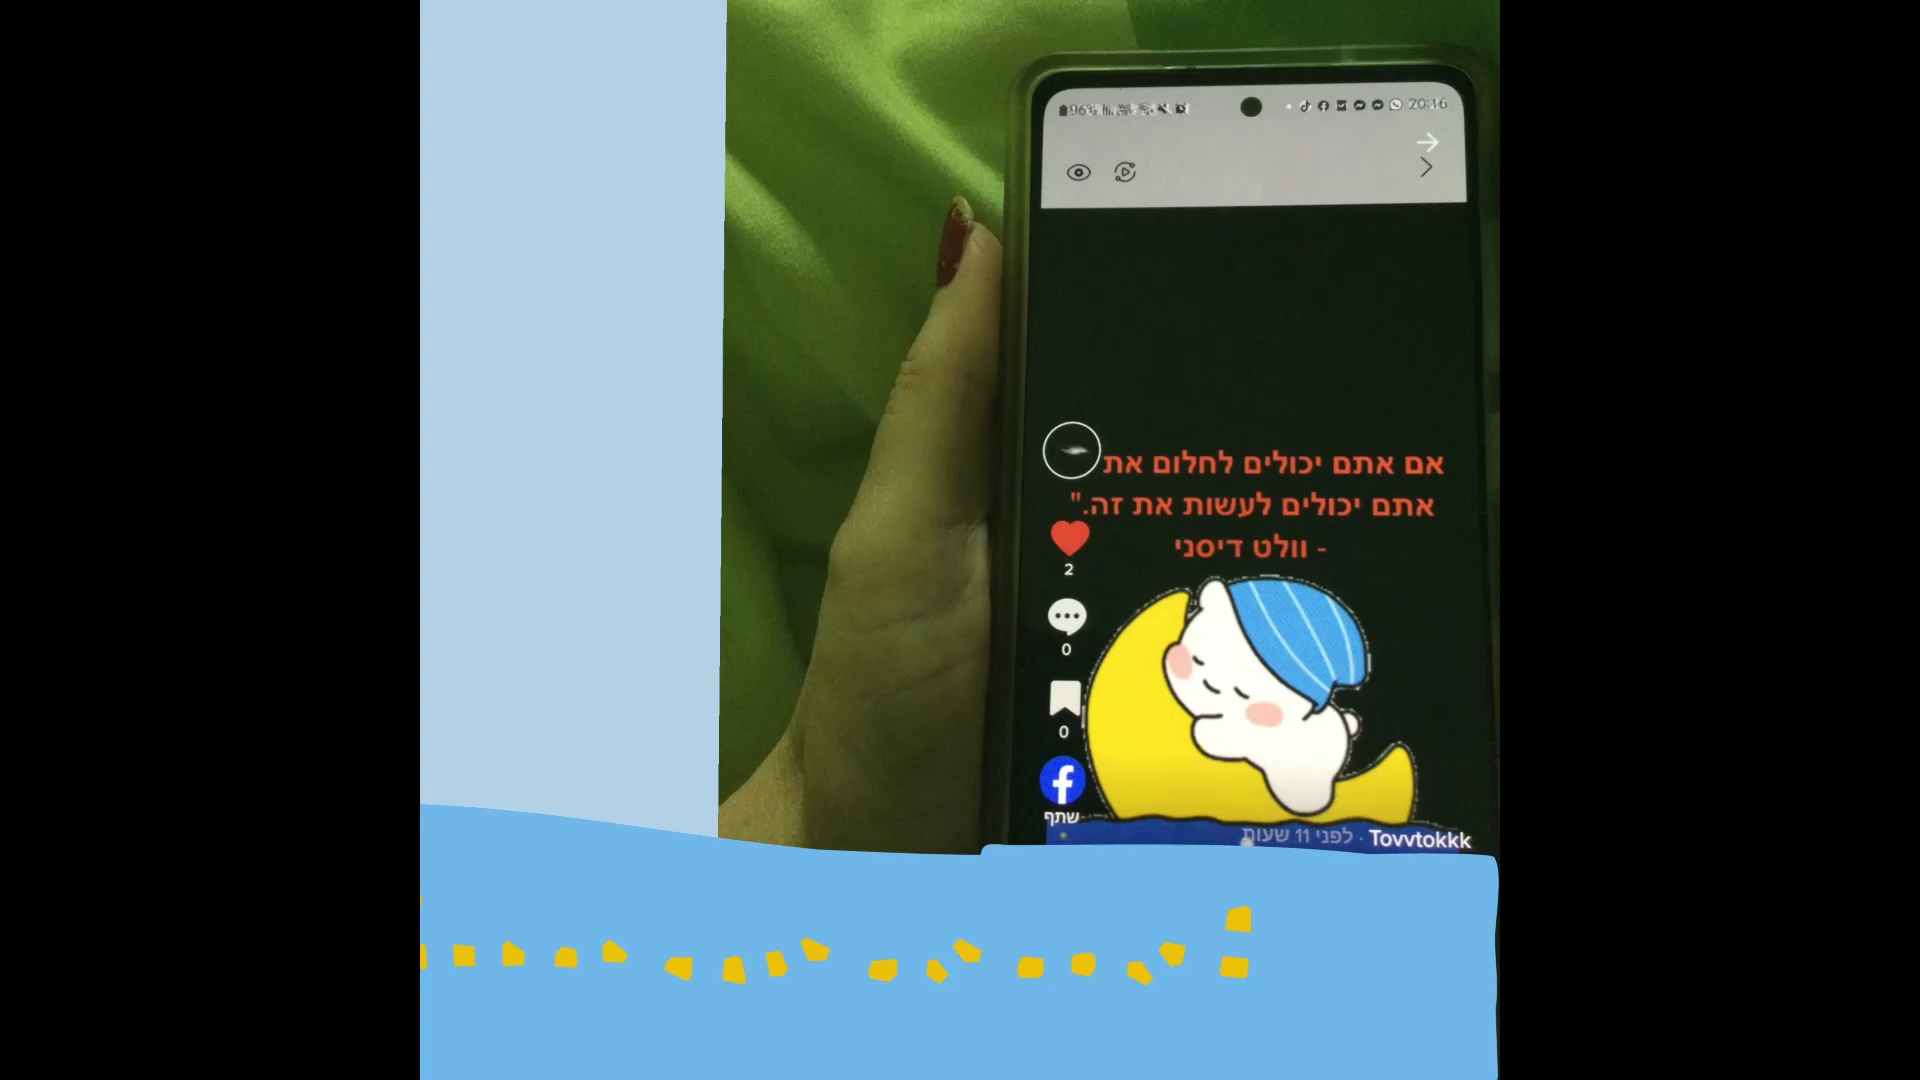 96%
20:16
אם אתם יכולים לחלום את
אתם יכולים לעשות את זה."
- וולט דיסני
2
0
0
שתף
Tovvtokkk · לפני 11 שעות